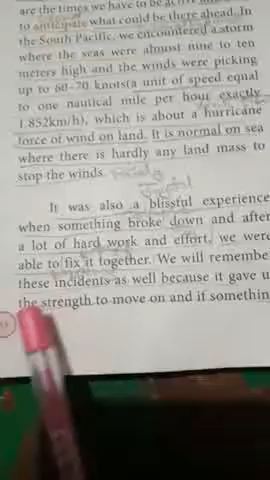 are the times we have to be active and
to anticipate what could be there ahead. In
the South Pacific, we encountered a storm
where the seas were almost nine to ten
meters high and the winds were picking
up to 60-70 knots(a unit of speed equal
to one nautical mile per hour exactly
1.852km/h), which is about a hurricane
force of wind on land. It is normal on sea
where there is hardly any land mass to
stop the winds.
It was also a blissful experience
when something broke down and after
a lot of hard work and effort, we were
able to fix it together. We will remembe
these incidents as well because it gave u
the strength to move on and if somethin